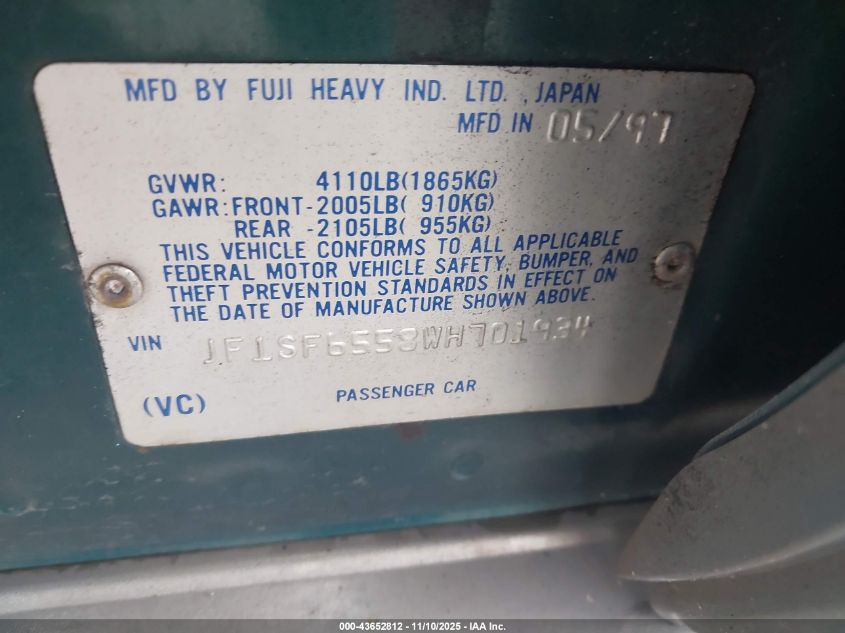 MFD BY FUJI HEAVY IND. LTD., JAPAN
MFD IN 05/97
GVWR: 4110LB(1865KG)
GAWR:FRONT-2005LB( 910KG)
REAR -2105LB( 955KG)
THIS VEHICLE CONFORMS TO ALL APPLICABLE
FEDERAL MOTOR VEHICLE SAFETY, BUMPER, AND
THEFT PREVENTION STANDARDS IN EFFECT ON
THE DATE OF MANUFACTURE SHOWN ABOVE.
VIN JF1SF6558WH701934
(VC) PASSENGER CAR
000-43652812 - 11/10/2025 - IAA Inc.